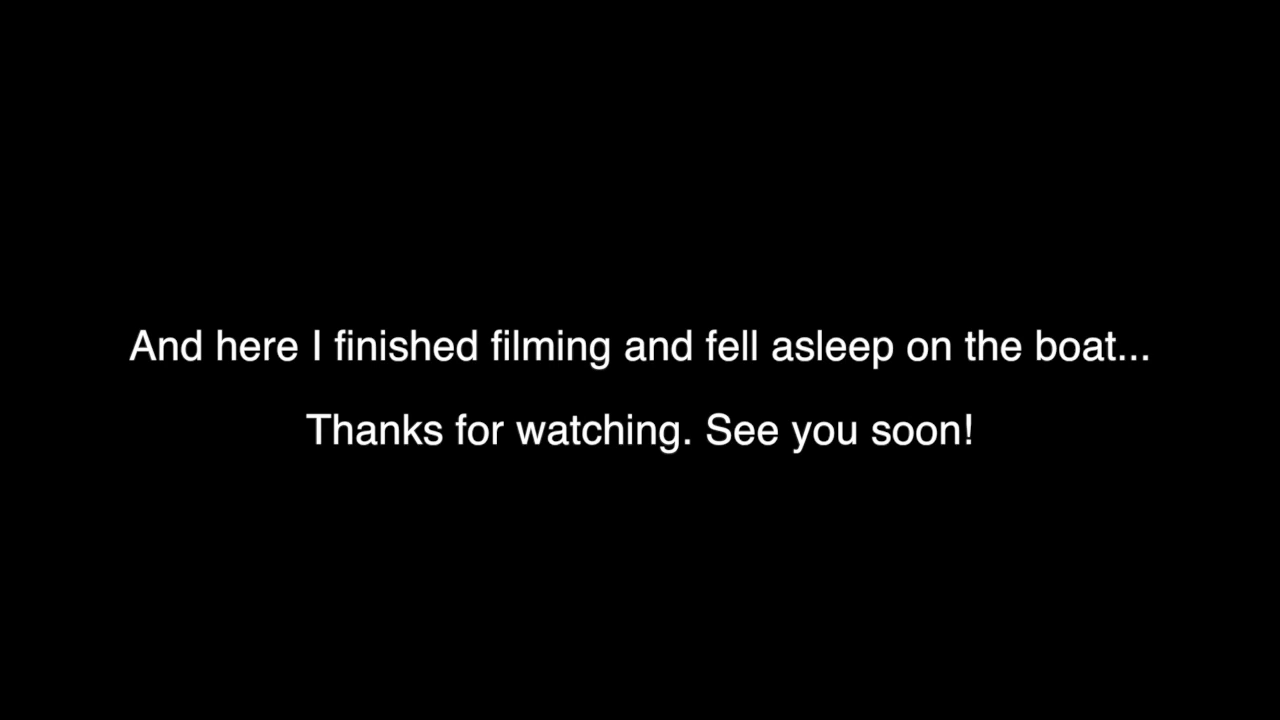 And here I finished filming and fell asleep on the boat...
Thanks for watching. See you soon!